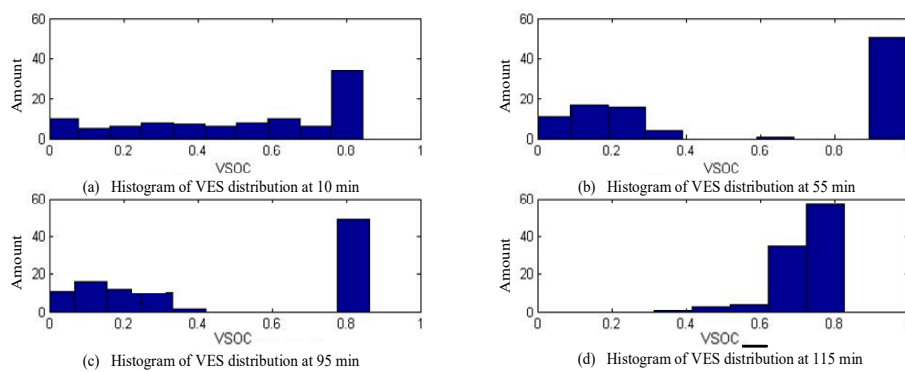 60
40
20
0
Amount
0 0.2 0.4 0.6 0.8 1
VSOC
(a) Histogram of VES distribution at 10 min
60
40
20
0
Amount
0 0.2 0.4 0.6 0.8
VSOC
(b) Histogram of VES distribution at 55 min
60
40
20
0
Amount
0 0.2 0.4 0.6 0.8 1
VSOC
(c) Histogram of VES distribution at 95 min
60
40
20
0
Amount
0 0.2 0.4 0.6 0.8
VSOC
(d) Histogram of VES distribution at 115 min